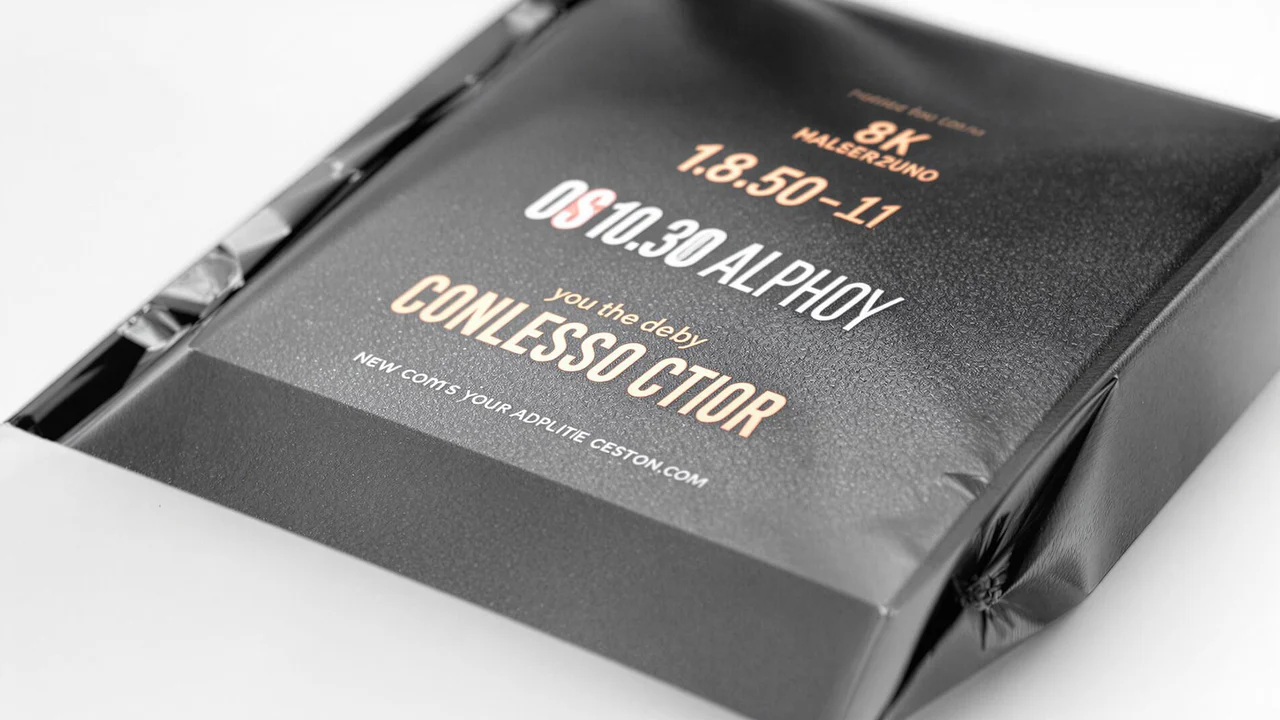 8K
MALSER2UNO
1.8.50-11
OS10.30 ALPHOY
you the deby
CONLESSO CTIOR
NEW COM'S YOUR ADPLITIE CESTON.COM